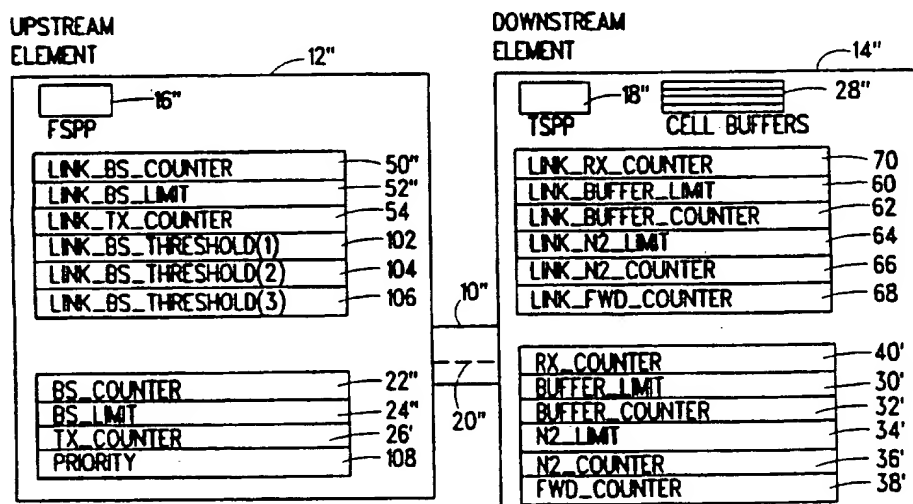 UPSTREAM
ELEMENT
12"
16"
FSPP
LINK_BS_COUNTER 50"
LINK_BS_LIMIT 52"
LINK_TX_COUNTER 54
LINK_BS_THRESHOLD(1) 102
LINK_BS_THRESHOLD(2) 104
LINK_BS_THRESHOLD(3) 106
BS_COUNTER 22"
BS_LIMIT 24"
TX_COUNTER 26'
PRIORITY 108
10"
20"
DOWNSTREAM
ELEMENT
14"
18"
28"
TSPP
CELL BUFFERS
LINK_RX_COUNTER 70
LINK_BUFFER_LIMIT 60
LINK_BUFFER_COUNTER 62
LINK_N2_LIMIT 64
LINK_N2_COUNTER 66
LINK_FWD_COUNTER 68
RX_COUNTER 40'
BUFFER_LIMIT 30'
BUFFER_COUNTER 32'
N2_LIMIT 34'
N2_COUNTER 36'
FWD_COUNTER 38'